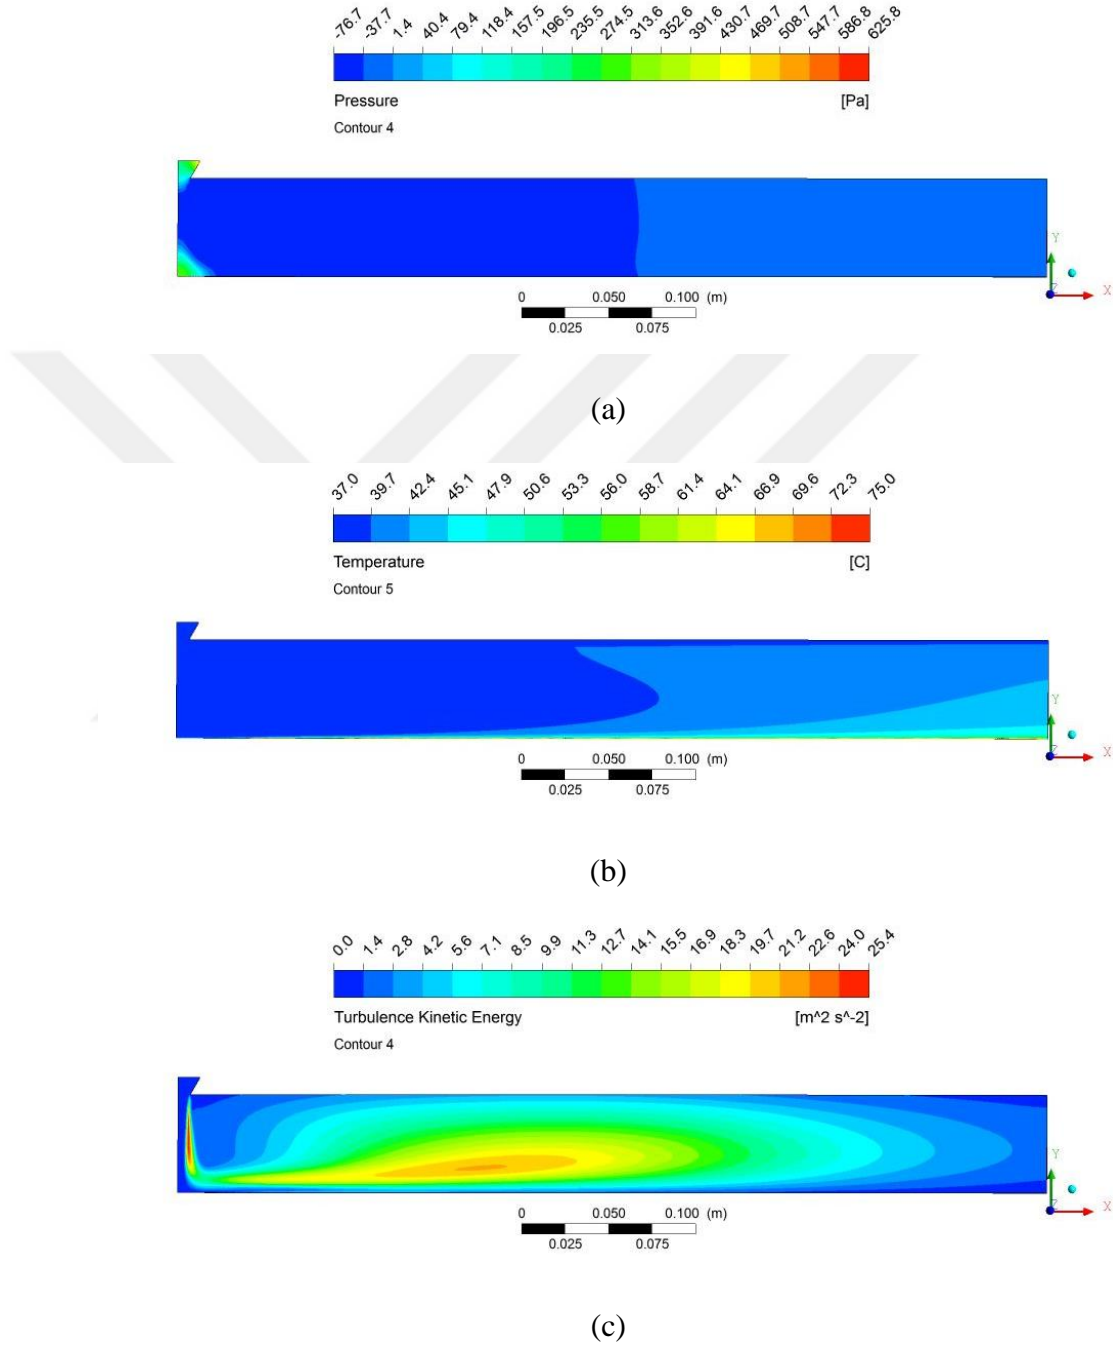 -76.7 -37.7 1.4 40.4 79.4 118.4 157.5 196.5 235.5 274.5 313.6 352.6 391.6 430.7 469.7 508.7 547.7 586.8 625.8
Pressure [Pa]
Contour 4
Y
Z X
0 0.050 0.100 (m)
0.025 0.075
(a)
37.0 39.7 42.4 45.1 47.9 50.6 53.3 56.0 58.7 61.4 64.1 66.9 69.6 72.3 75.0
Temperature [C]
Contour 5
Y
Z X
0 0.050 0.100 (m)
0.025 0.075
(b)
0.0 1.4 2.8 4.2 5.6 7.1 8.5 9.9 11.3 12.7 14.1 15.5 16.9 18.3 19.7 21.2 22.6 24.0 25.4
Turbulence Kinetic Energy [m^2 s^-2]
Contour 4
Y
Z X
0 0.050 0.100 (m)
0.025 0.075
(c)